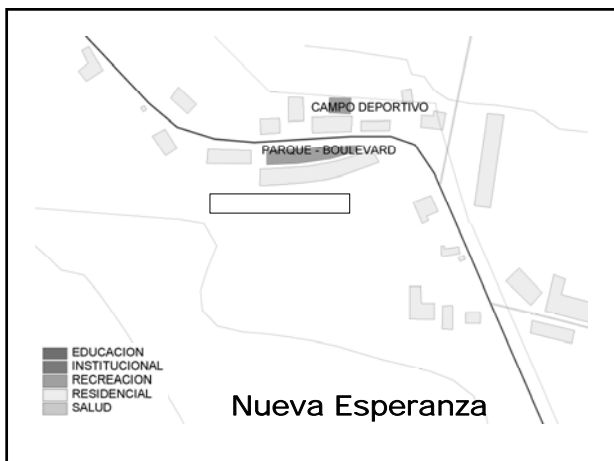 CAMPO DEPORTIVO
PARQUE - BOULEVARD
EDUCACION
INSTITUCIONAL
RECREACION
RESIDENCIAL
SALUD
Nueva Esperanza